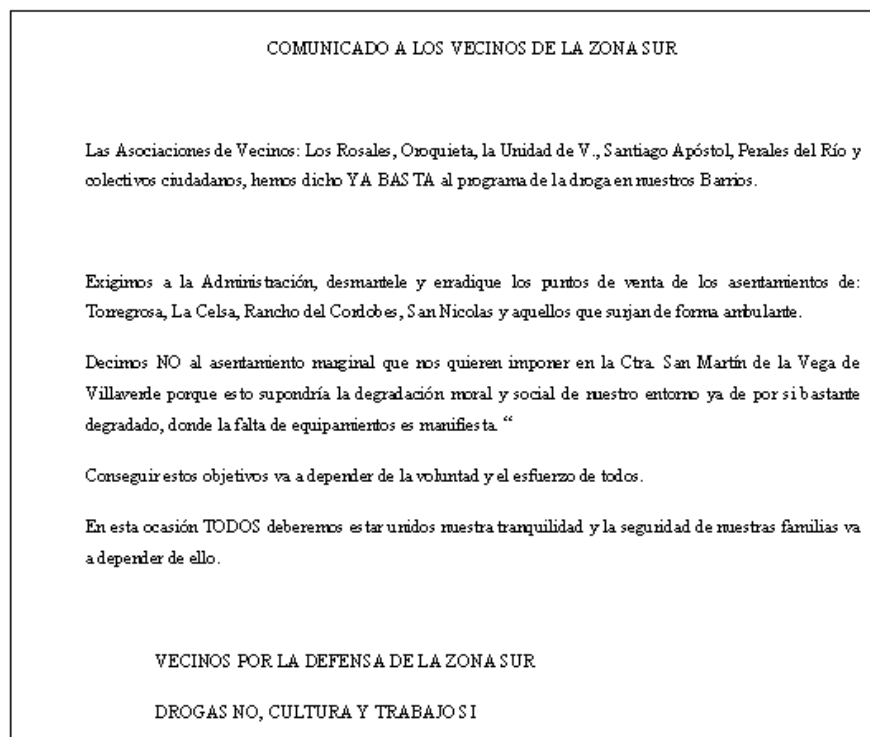 COMUNICADO A LOS VECINOS DE LA ZONA SUR
Las Asociaciones de Vecinos: Los Rosales, Oroquieta, la Unidad de V., Santiago Apóstol, Perales del Río y
colectivos ciudadanos, hemos dicho YA BASTA al programa de la droga en nuestros Barrios.
Exigimos a la Administración, desmantele y erradique los puntos de venta de los asentamientos de:
Torregrosa, La Celsa, Rancho del Cordobes, San Nicolas y aquellos que surjan de forma ambulante.
Decimos NO al asentamiento marginal que nos quieren imponer en la Ctra. San Martín de la Vega de
Villaverde porque esto supondría la degradación moral y social de nuestro entorno ya de por si bastante
degradado, donde la falta de equipamientos es manifiesta. “
Conseguir estos objetivos va a depender de la voluntad y el esfuerzo de todos.
En esta ocasión TODOS deberemos estar unidos nuestra tranquilidad y la seguridad de nuestras familias va
a depender de ello.
VECINOS POR LA DEFENSA DE LA ZONA SUR
DROGAS NO, CULTURA Y TRABAJO SI